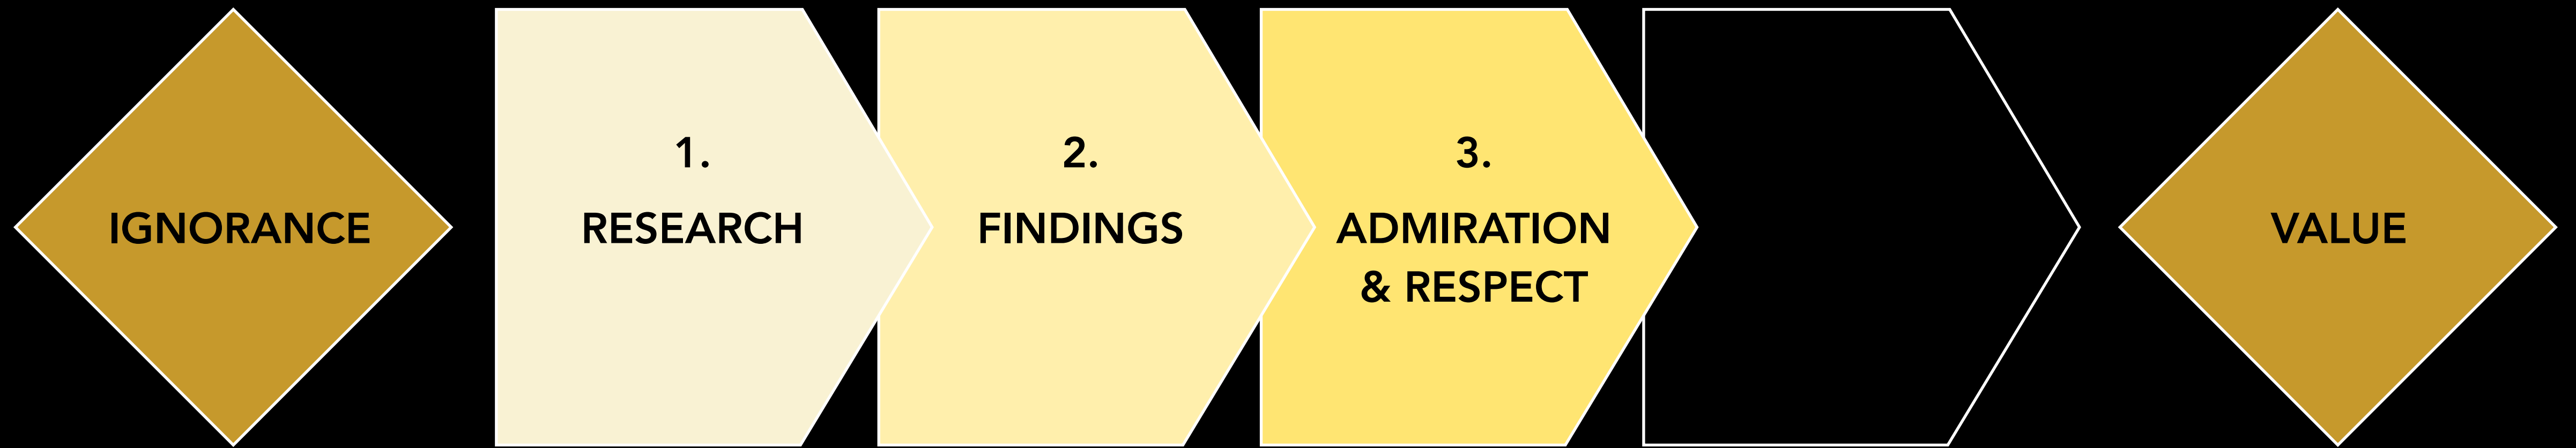 IGNORANCE
1.
RESEARCH
2.
FINDINGS
3.
ADMIRATION
& RESPECT
VALUE